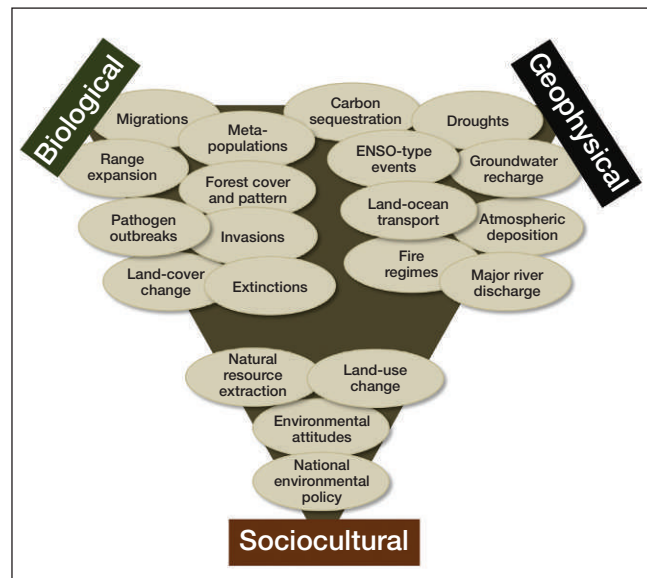 Biological
Geophysical
Migrations
Meta-
populations
Carbon
sequestration
Droughts
Range
expansion
Forest cover
and pattern
ENSO-type
events
Groundwater
recharge
Pathogen
outbreaks
Invasions
Land-ocean
transport
Atmospheric
deposition
Land-cover
change
Extinctions
Fire
regimes
Major river
discharge
Natural
resource
extraction
Land-use
change
Environmental
attitudes
National
environmental
policy
Sociocultural